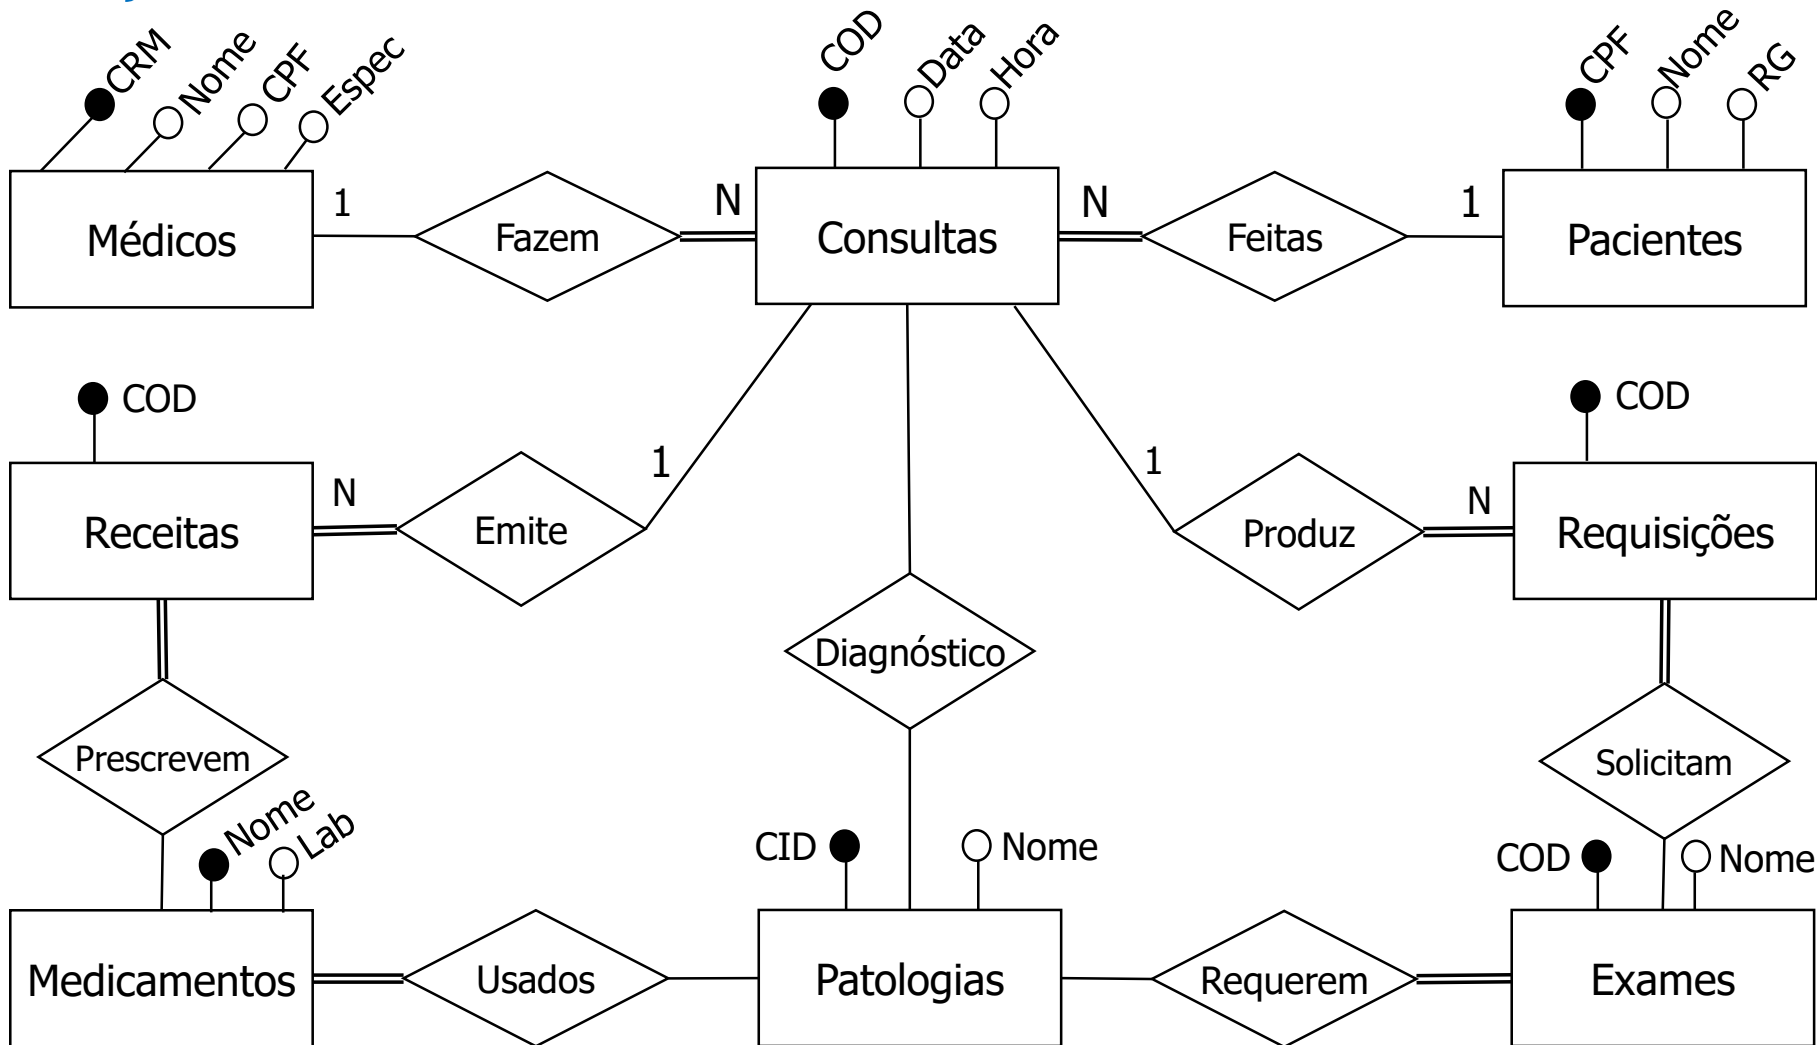 CRM
Nome
CPF
Espec
COD
Data
Hora
CPF
Nome
RG
Médicos
1
Fazem
N
Consultas
N
Feitas
1
Pacientes
COD
COD
Receitas
N
Emite
1
1
Produz
N
Requisições
Diagnóstico
Prescrevem
Solicitam
Nome
Lab
CID
Nome
COD
Nome
Medicamentos
Usados
Patologias
Requerem
Exames